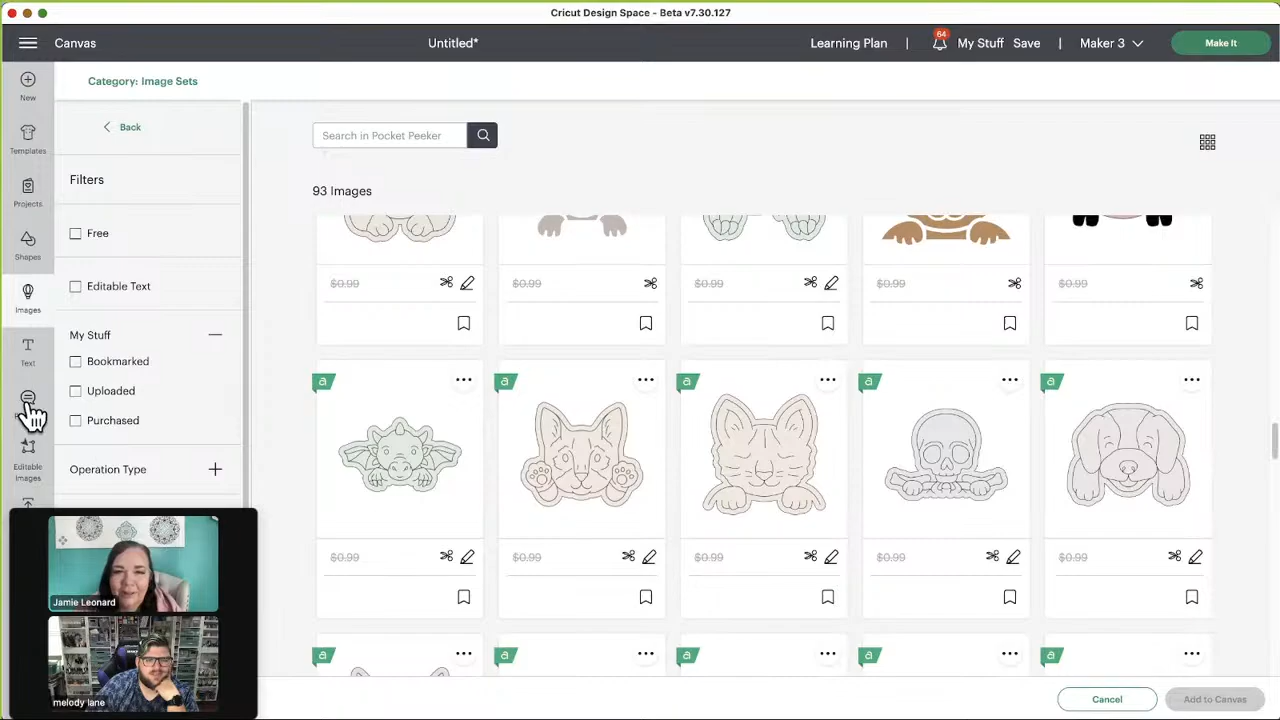 Cricut Design Space - Beta v7.30.127
Canvas
Untitled*
Learning Plan
|
64
My Stuff
Save
|
Maker 3
Make It
New
Templates
Projects
Shapes
Images
Text
Editable
Images
Category: Image Sets
Back
Filters
Free
Editable Text
My Stuff
Bookmarked
Uploaded
Purchased
Operation Type
Search in Pocket Peeker
93 Images
$0.99 $0.99 $0.99 $0.99 $0.99
a a a a a
$0.99 $0.99 $0.99 $0.99 $0.99
a a a a a
Jamie Leonard
melody lane
Cancel
Add to Canvas